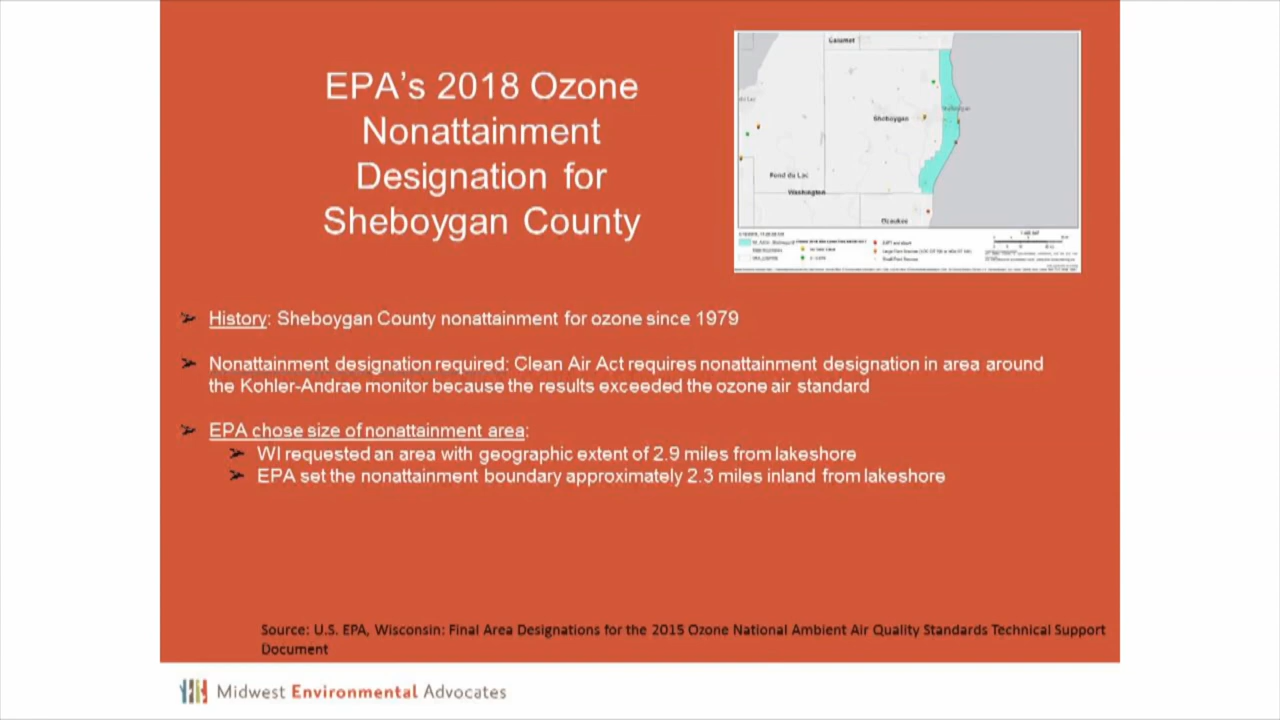 EPA's 2018 Ozone
Nonattainment
Designation for
Sheboygan County
Calumet
Sheboygan
Fond du Lac
Washington
Ozaukee
➢ History: Sheboygan County nonattainment for ozone since 1979
➢ Nonattainment designation required: Clean Air Act requires nonattainment designation in area around
the Kohler-Andrae monitor because the results exceeded the ozone air standard
➢ EPA chose size of nonattainment area:
➢ WI requested an area with geographic extent of 2.9 miles from lakeshore
➢ EPA set the nonattainment boundary approximately 2.3 miles inland from lakeshore
Source: U.S. EPA, Wisconsin: Final Area Designations for the 2015 Ozone National Ambient Air Quality Standards Technical Support
Document
Midwest Environmental Advocates